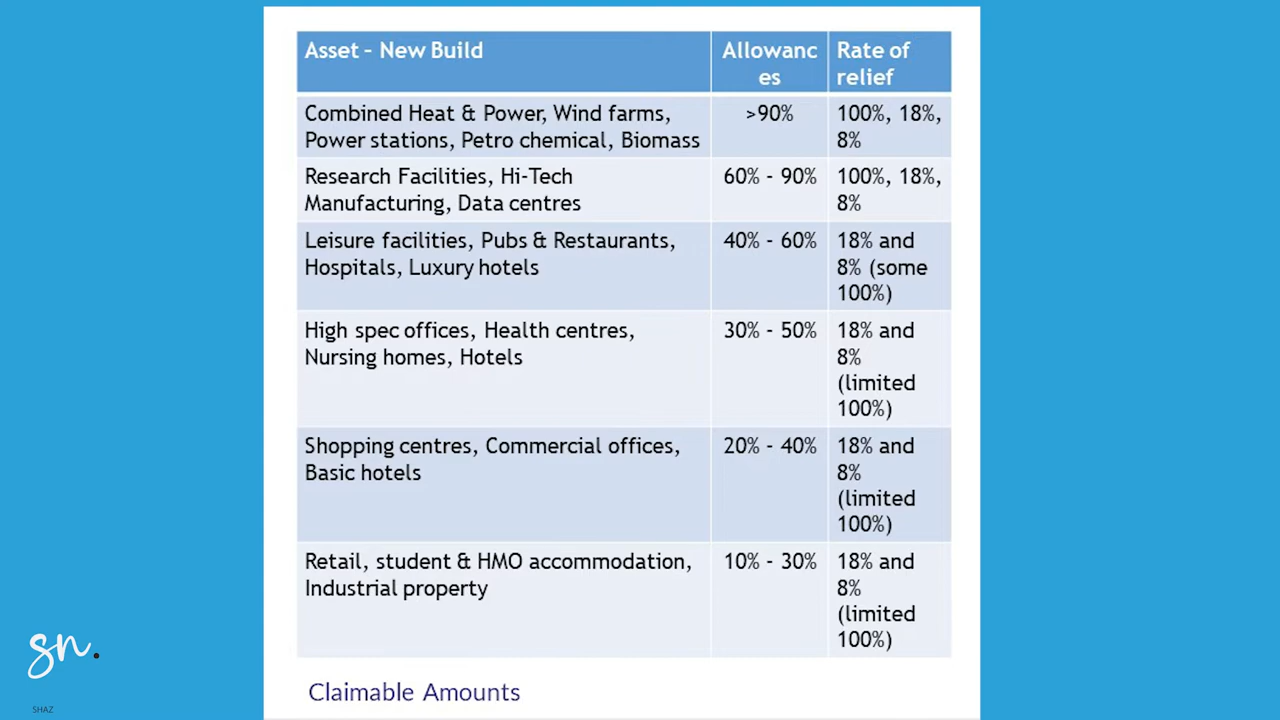 Asset – New Build
Allowanc
es
Rate of
relief
Combined Heat & Power, Wind farms,
Power stations, Petro chemical, Biomass
>90%
100%, 18%,
8%
Research Facilities, Hi-Tech
Manufacturing, Data centres
60% - 90%
100%, 18%,
8%
Leisure facilities, Pubs & Restaurants,
Hospitals, Luxury hotels
40% - 60%
18% and
8% (some
100%)
High spec offices, Health centres,
Nursing homes, Hotels
30% - 50%
18% and
8%
(limited
100%)
Shopping centres, Commercial offices,
Basic hotels
20% - 40%
18% and
8%
(limited
100%)
Retail, student & HMO accommodation,
Industrial property
10% - 30%
18% and
8%
(limited
100%)
Claimable Amounts
sn.
SHAZ